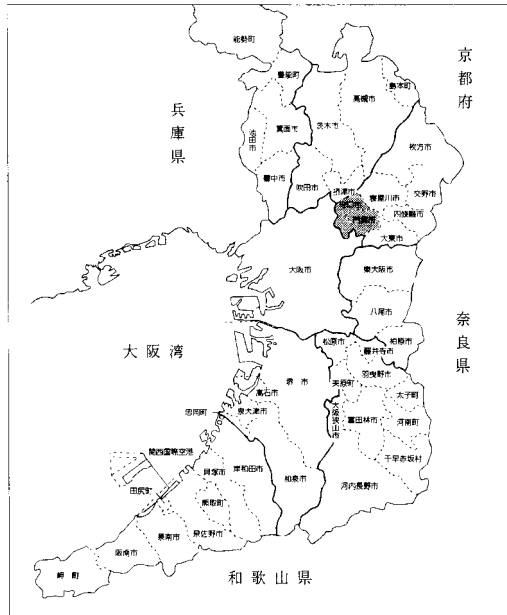 能勢町
京都府
豊能町
島本町
高槻市
兵庫県
茨木市
箕面市
池田市
枚方市
豊中市
吹田市
摂津市
寝屋川市
交野市
守口市
門真市
四條畷市
大東市
大阪市
東大阪市
八尾市
奈良県
柏原市
大阪湾
松原市
藤井寺市
羽曳野市
堺市
美原町
高石市
太子町
忠岡町
泉大津市
大阪狭山市
富田林市
河南町
関西国際空港
千早赤坂村
貝塚市
岸和田市
和泉市
河内長野市
田尻町
熊取町
泉南市
泉佐野市
阪南市
岬町
和歌山県